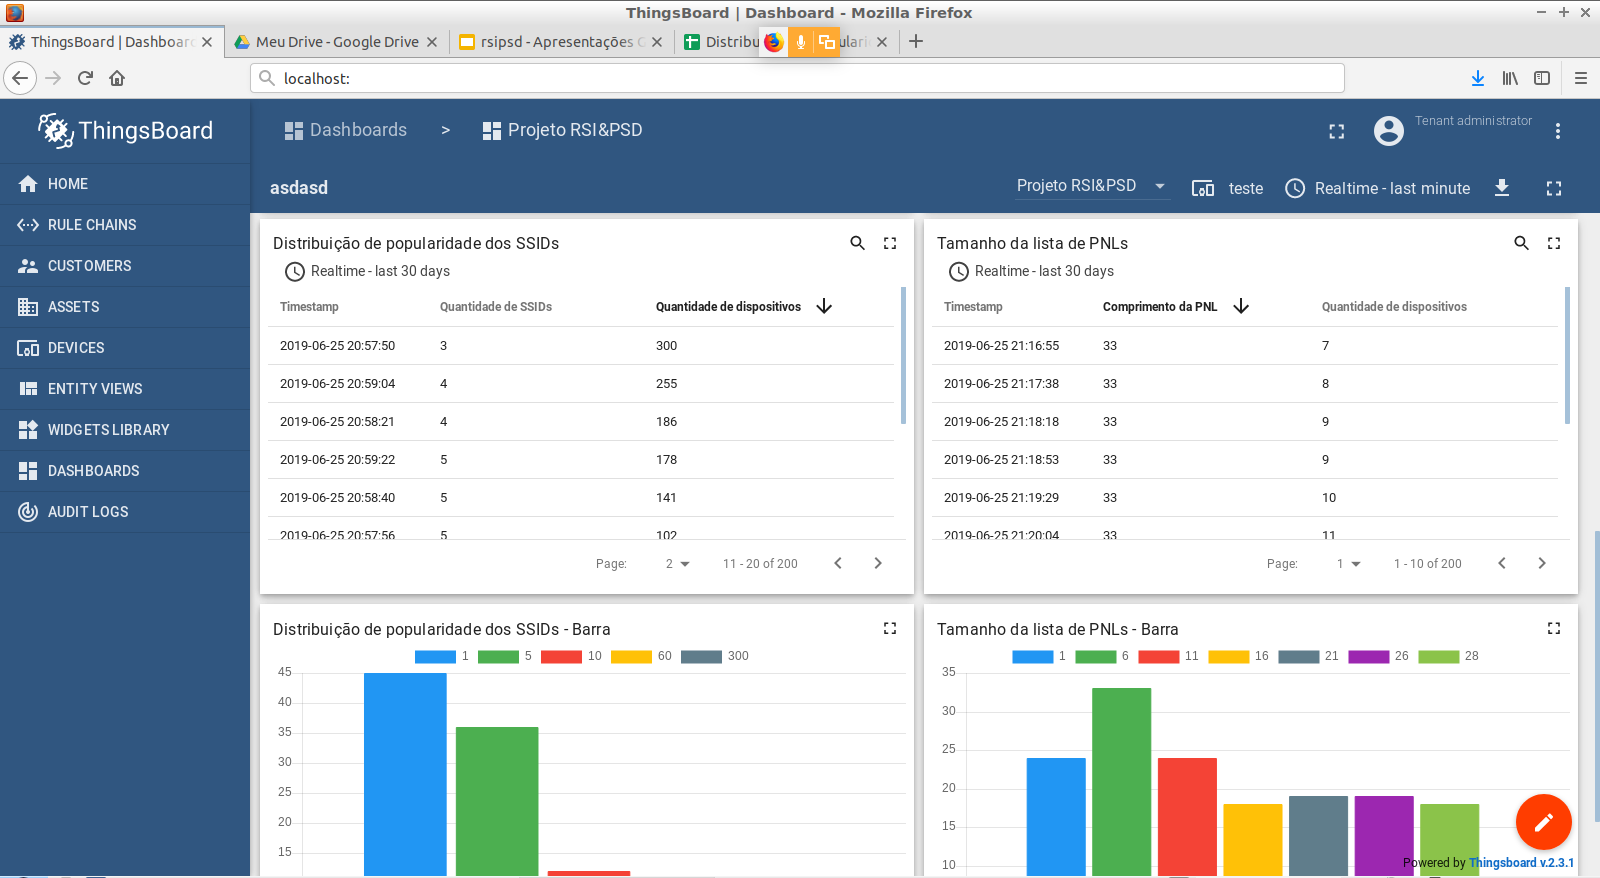 ThingsBoard | Dashboard - Mozilla Firefox
ThingsBoard | Dashboar
Meu Drive - Google Drive
rsipsd - Apresentações
Distribu
localhost:
ThingsBoard
Dashboards > Projeto RSI&PSD
Tenant administrator
HOME
RULE CHAINS
CUSTOMERS
ASSETS
DEVICES
ENTITY VIEWS
WIDGETS LIBRARY
DASHBOARDS
AUDIT LOGS
asdasd
Projeto RSI&PSD
teste
Realtime - last minute
Distribuição de popularidade dos SSIDs
Realtime - last 30 days
Timestamp Quantidade de SSIDs Quantidade de dispositivos
2019-06-25 20:57:50 3 300
2019-06-25 20:59:04 4 255
2019-06-25 20:58:21 4 186
2019-06-25 20:59:22 5 178
2019-06-25 20:58:40 5 141
2019-06-25 20:57:56 5 102
Page: 2 11 - 20 of 200
Tamanho da lista de PNLs
Realtime - last 30 days
Timestamp Comprimento da PNL Quantidade de dispositivos
2019-06-25 21:16:55 33 7
2019-06-25 21:17:38 33 8
2019-06-25 21:18:18 33 9
2019-06-25 21:18:53 33 9
2019-06-25 21:19:29 33 10
2019-06-25 21:20:04 33 11
Page: 1 1 - 10 of 200
Distribuição de popularidade dos SSIDs - Barra
1 5 10 60 300
45
40
35
30
25
20
15
Tamanho da lista de PNLs - Barra
1 6 11 16 21 26 28
35
30
25
20
15
10
Powered by Thingsboard v.2.3.1